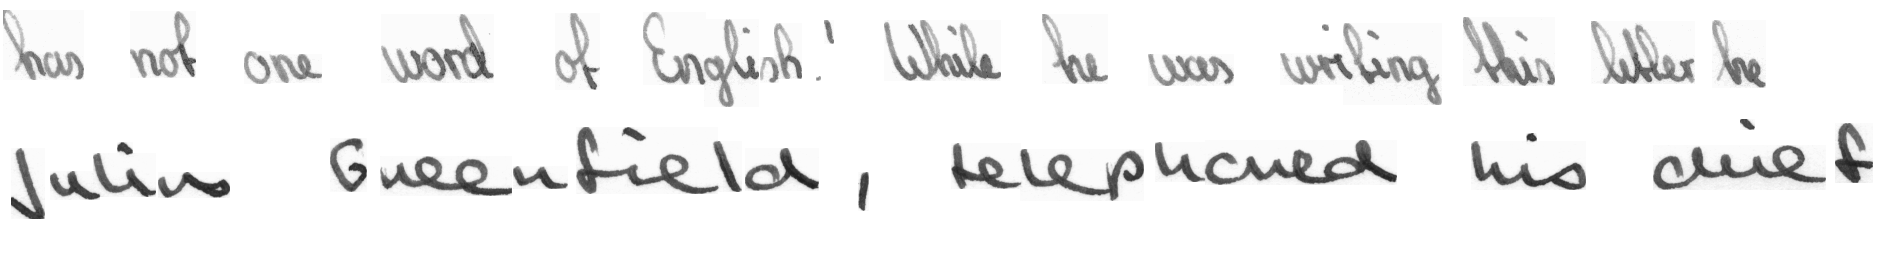 has not one word of English.' While he was writing this letter he
Julius Greenfield, telephoned his chief